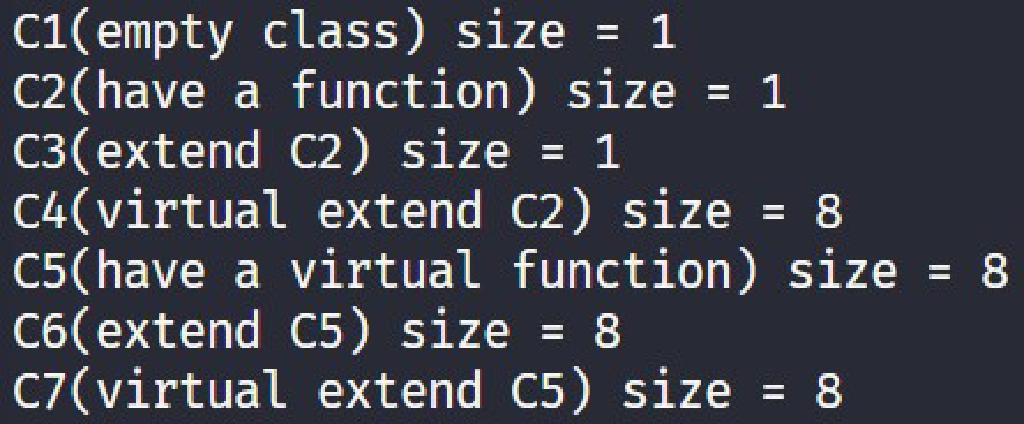 C1(empty class) size = 1
C2(have a function) size = 1
C3(extend C2) size = 1
C4(virtual extend C2) size = 8
C5(have a virtual function) size = 8
C6(extend C5) size = 8
C7(virtual extend C5) size = 8